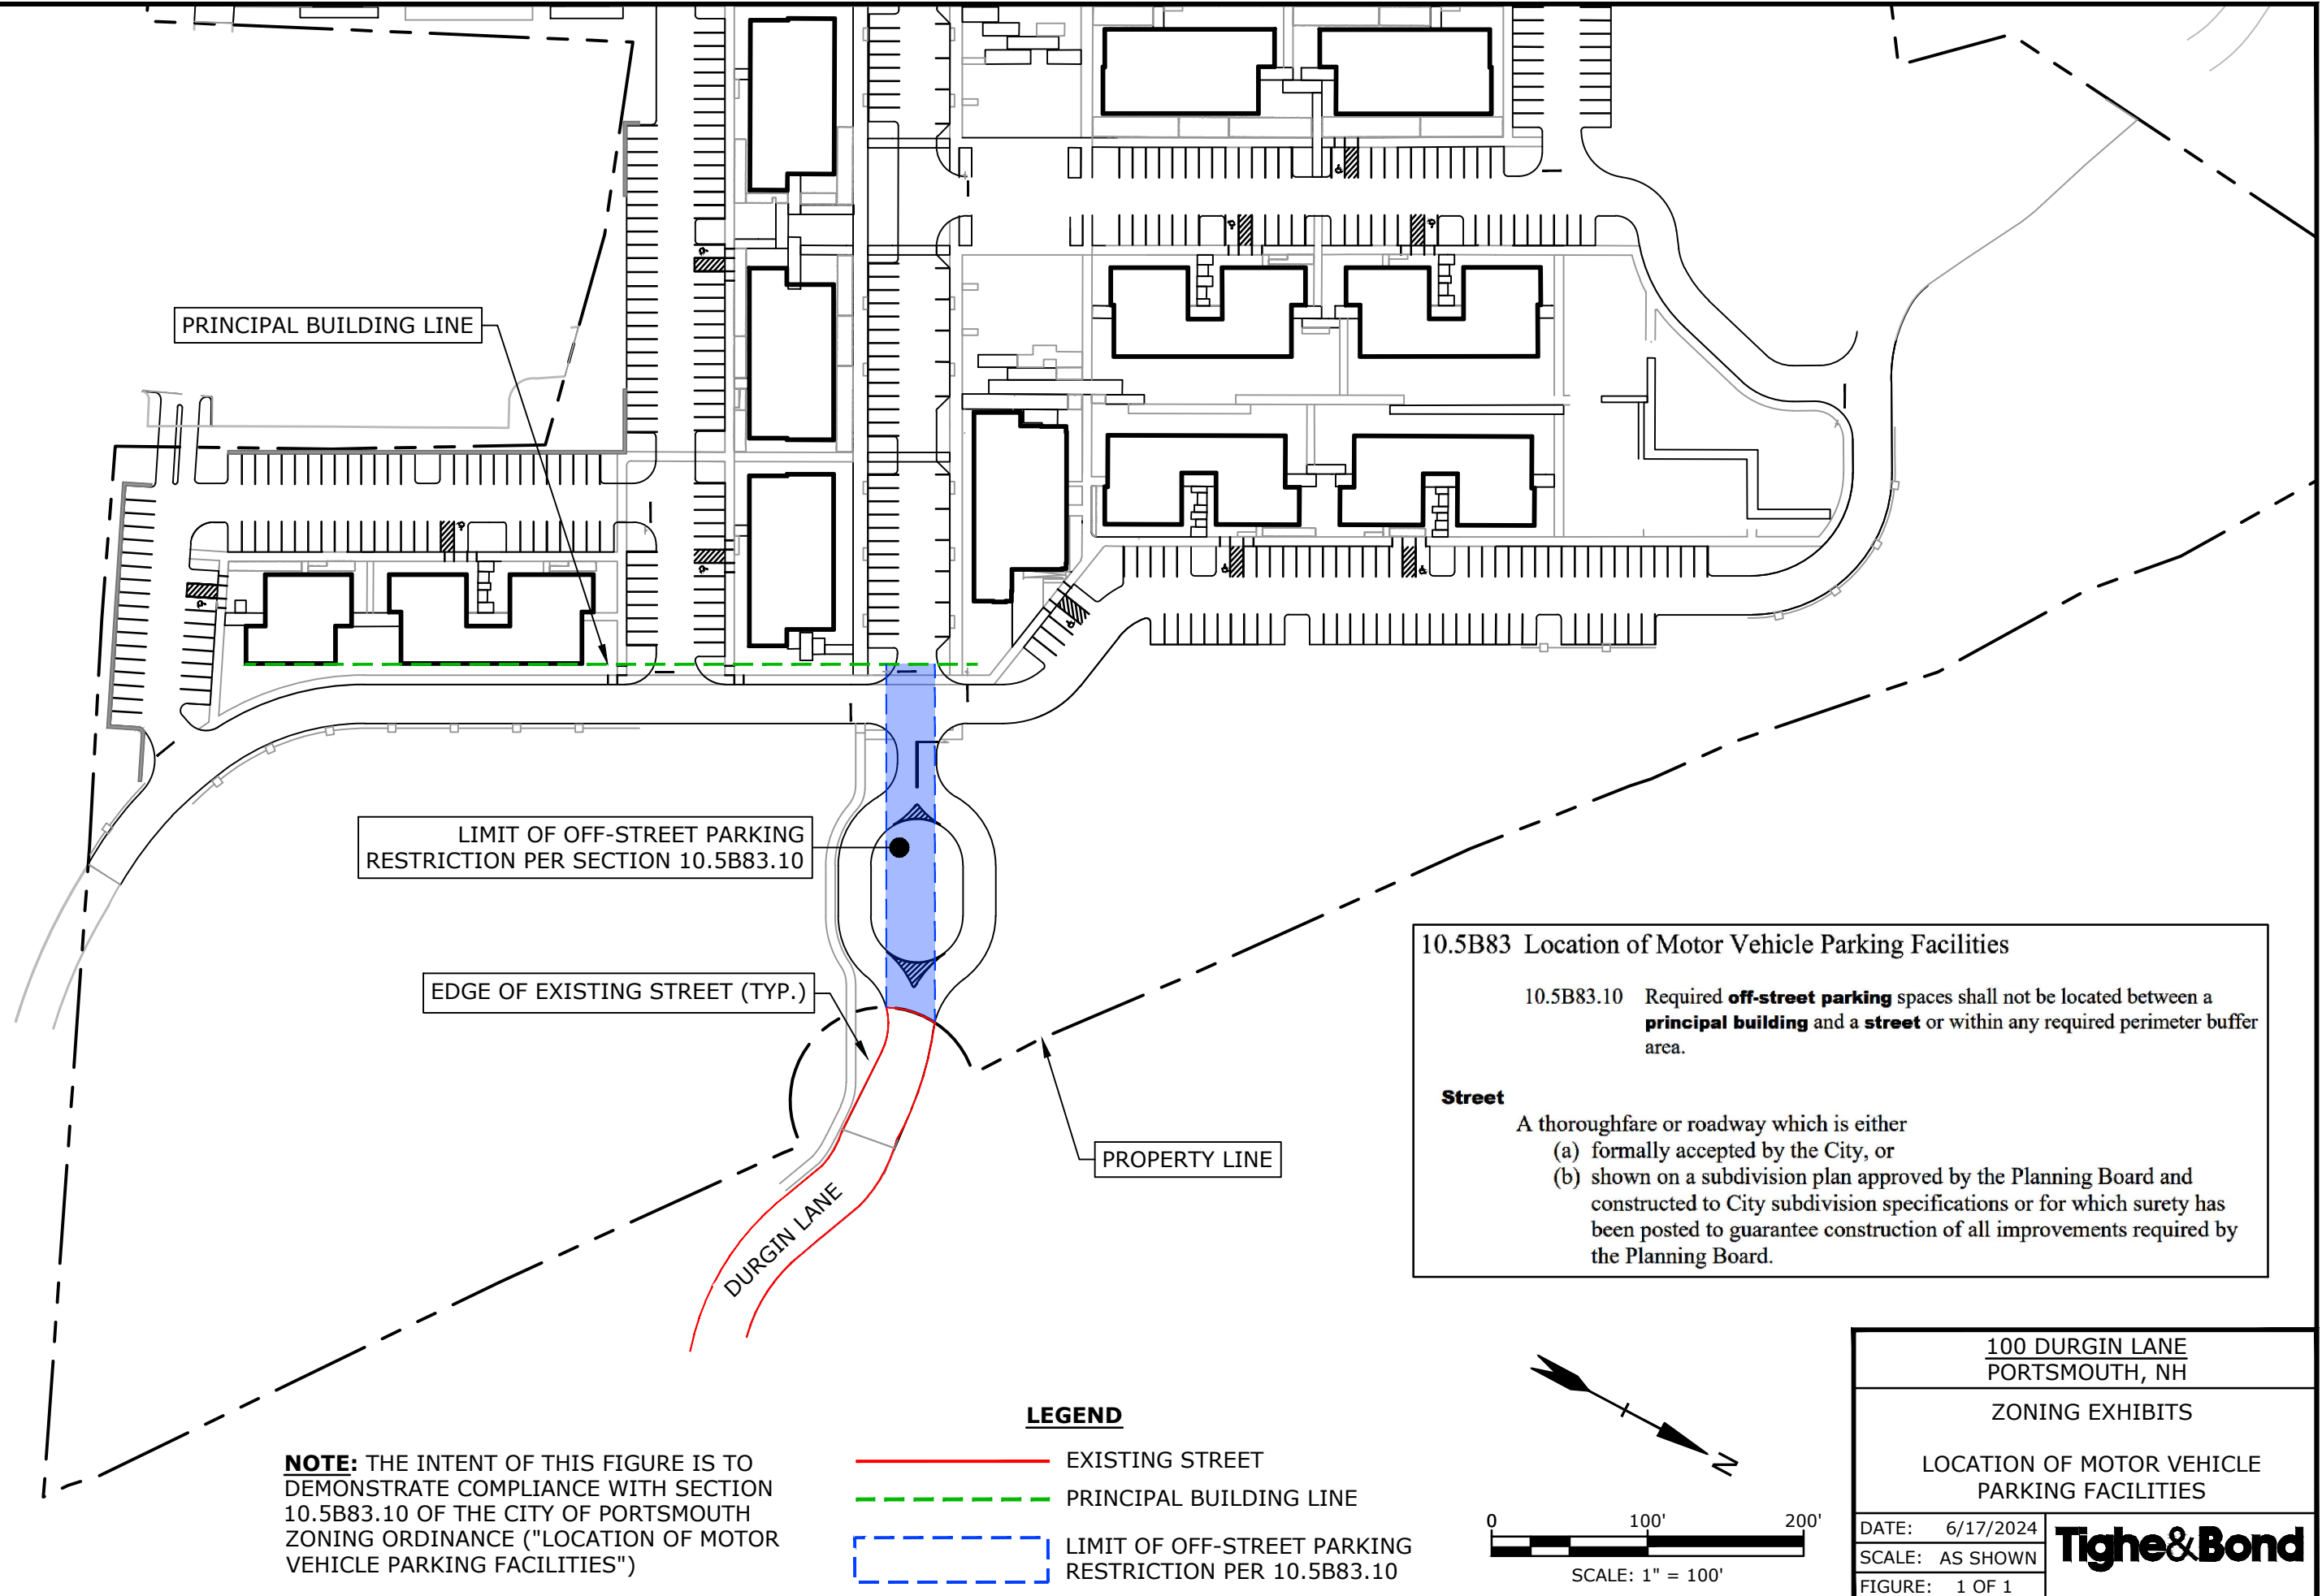 PRINCIPAL BUILDING LINE
LIMIT OF OFF-STREET PARKING
RESTRICTION PER SECTION 10.5B83.10
EDGE OF EXISTING STREET (TYP.)
PROPERTY LINE
DURGIN LANE
10.5B83 Location of Motor Vehicle Parking Facilities
10.5B83.10 Required off-street parking spaces shall not be located between a
principal building and a street or within any required perimeter buffer
area.
Street
A thoroughfare or roadway which is either
(a) formally accepted by the City, or
(b) shown on a subdivision plan approved by the Planning Board and
constructed to City subdivision specifications or for which surety has
been posted to guarantee construction of all improvements required by
the Planning Board.
NOTE: THE INTENT OF THIS FIGURE IS TO
DEMONSTRATE COMPLIANCE WITH SECTION
10.5B83.10 OF THE CITY OF PORTSMOUTH
ZONING ORDINANCE ("LOCATION OF MOTOR
VEHICLE PARKING FACILITIES")
LEGEND
EXISTING STREET
PRINCIPAL BUILDING LINE
LIMIT OF OFF-STREET PARKING
RESTRICTION PER 10.5B83.10
N
0 100' 200'
SCALE: 1" = 100'
100 DURGIN LANE
PORTSMOUTH, NH
ZONING EXHIBITS
LOCATION OF MOTOR VEHICLE
PARKING FACILITIES
DATE: 6/17/2024
SCALE: AS SHOWN
FIGURE: 1 OF 1
Tighe&Bond